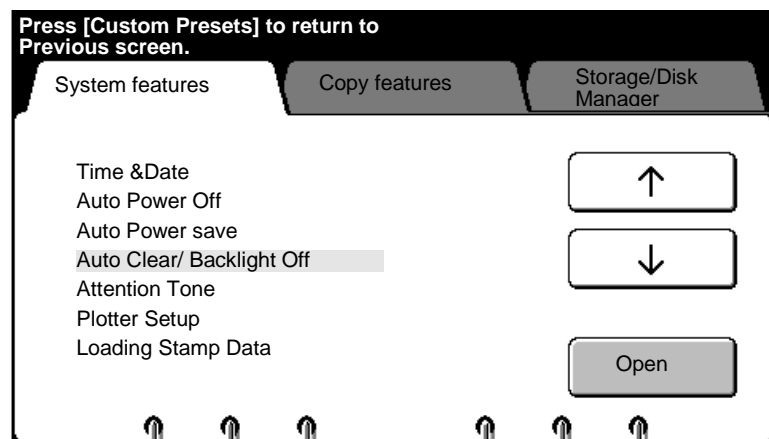 Press [Custom Presets] to return to
Previous screen.
System features
Copy features
Storage/Disk
Manager
Time &Date
Auto Power Off
Auto Power save
Auto Clear/ Backlight Off
Attention Tone
Plotter Setup
Loading Stamp Data
↑
↓
Open